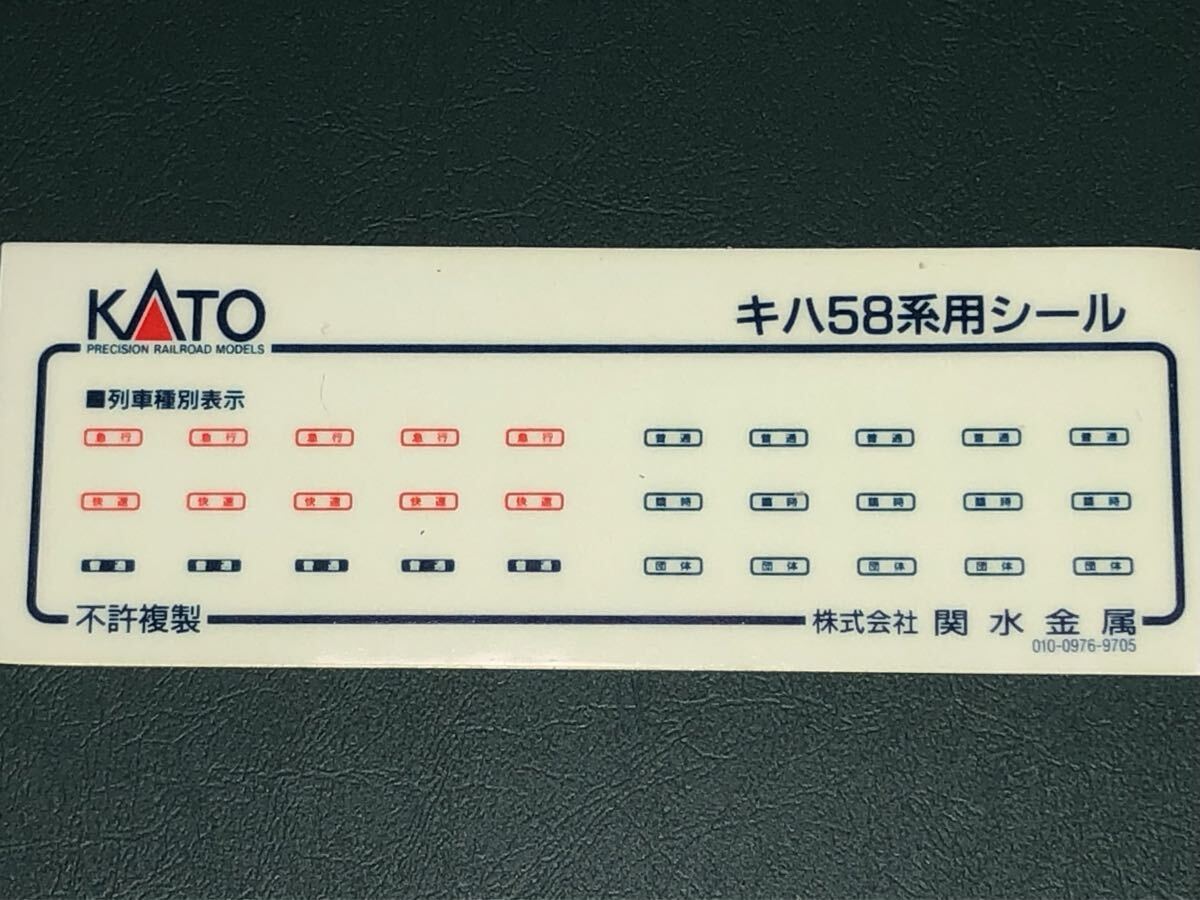 KATO
PRECISION RAILROAD MODELS
キハ58系用シール
■列車種別表示
急行 急行 急行 急行 急行 普通 普通 普通 普通 普通
快速 快速 快速 快速 快速 臨時 臨時 臨時 臨時 臨時
普通 普通 普通 普通 普通 団体 団体 団体 団体 団体
不許複製
株式会社 関水金属
010-0976-9705